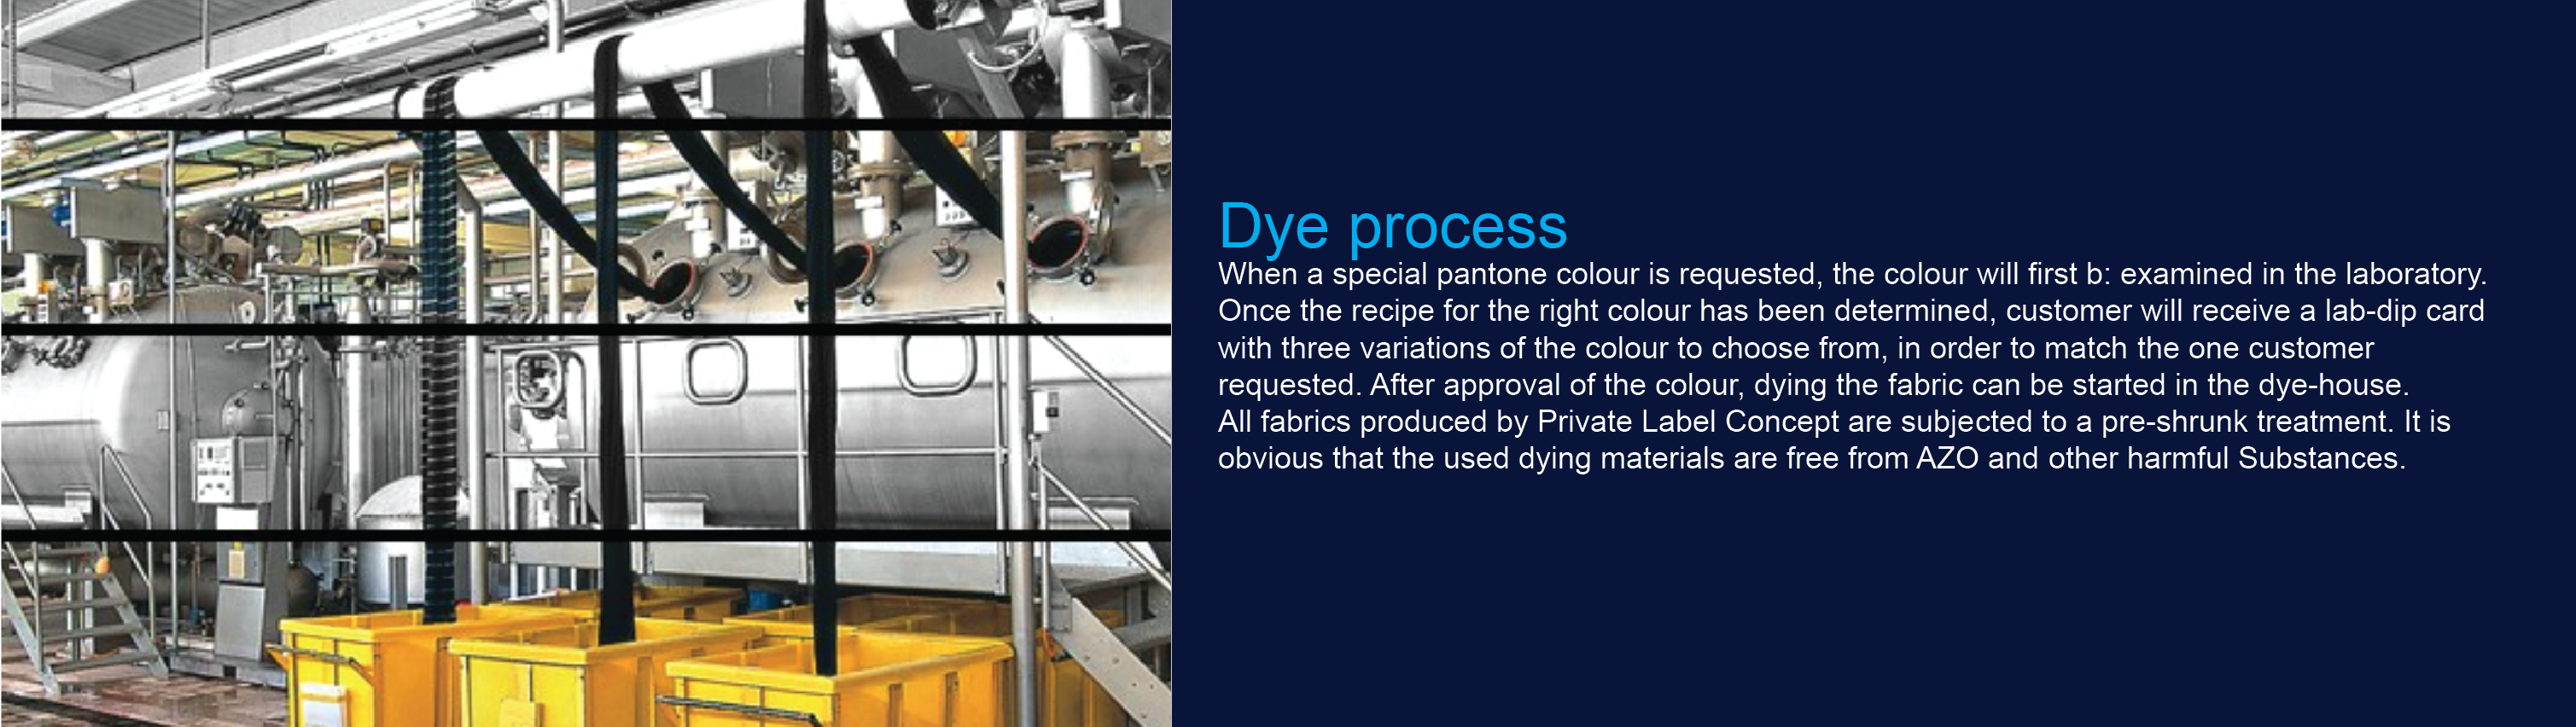 Dye process
When a special pantone colour is requested, the colour will first b: examined in the laboratory.
Once the recipe for the right colour has been determined, customer will receive a lab-dip card
with three variations of the colour to choose from, in order to match the one customer
requested. After approval of the colour, dying the fabric can be started in the dye-house.
All fabrics produced by Private Label Concept are subjected to a pre-shrunk treatment. It is
obvious that the used dying materials are free from AZO and other harmful Substances.